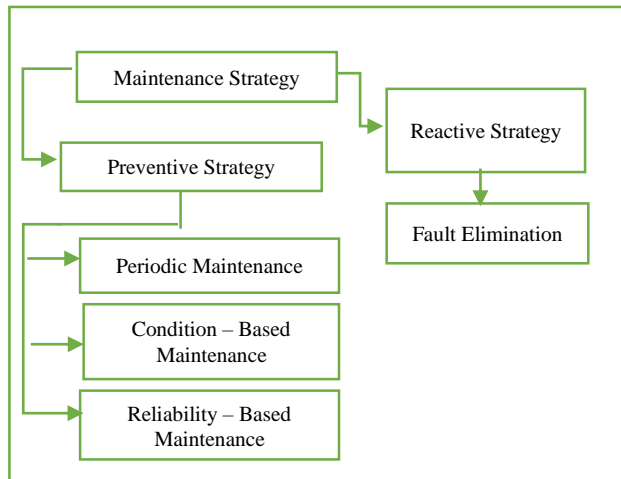 Maintenance Strategy
Reactive Strategy
Preventive Strategy
Fault Elimination
Periodic Maintenance
Condition – Based
Maintenance
Reliability – Based
Maintenance